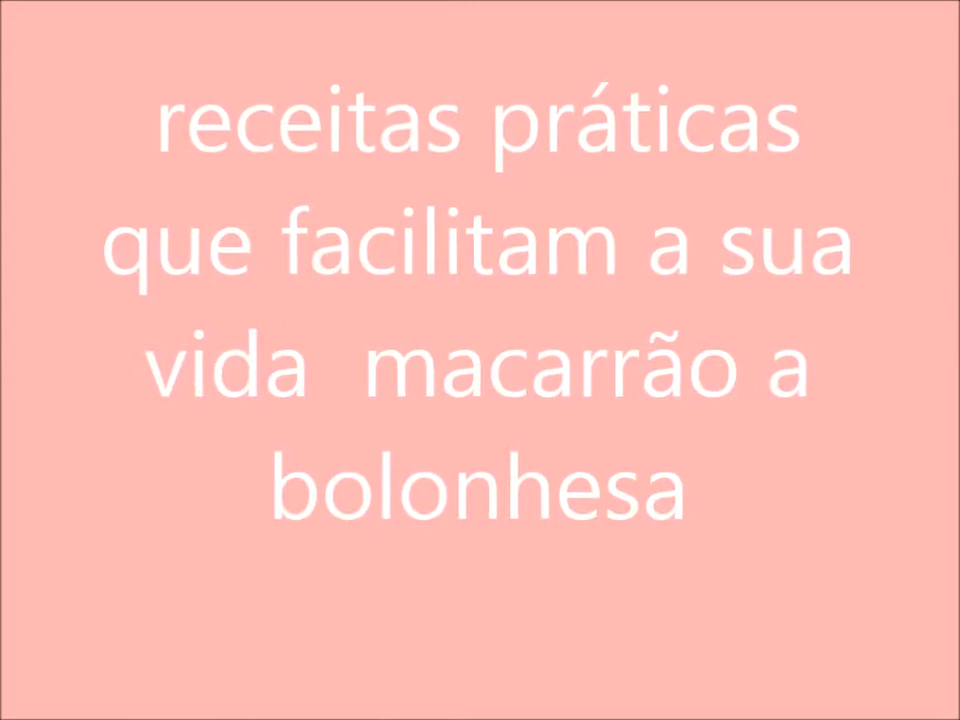 receitas práticas
que facilitam a sua
vida  macarrão a
bolonhesa